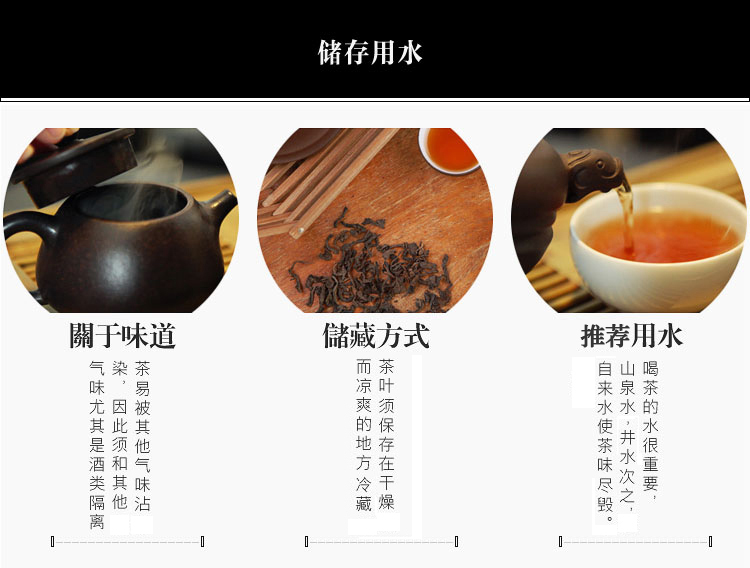 储存用水
關于味道
茶易被其他气味沾
染，因此须和其他
气味尤其是酒类隔离
儲藏方式
茶叶须保存在干燥
而凉爽的地方冷藏
推荐用水
喝茶的水很重要，
山泉水，井水次之，
自来水使茶味尽毁。